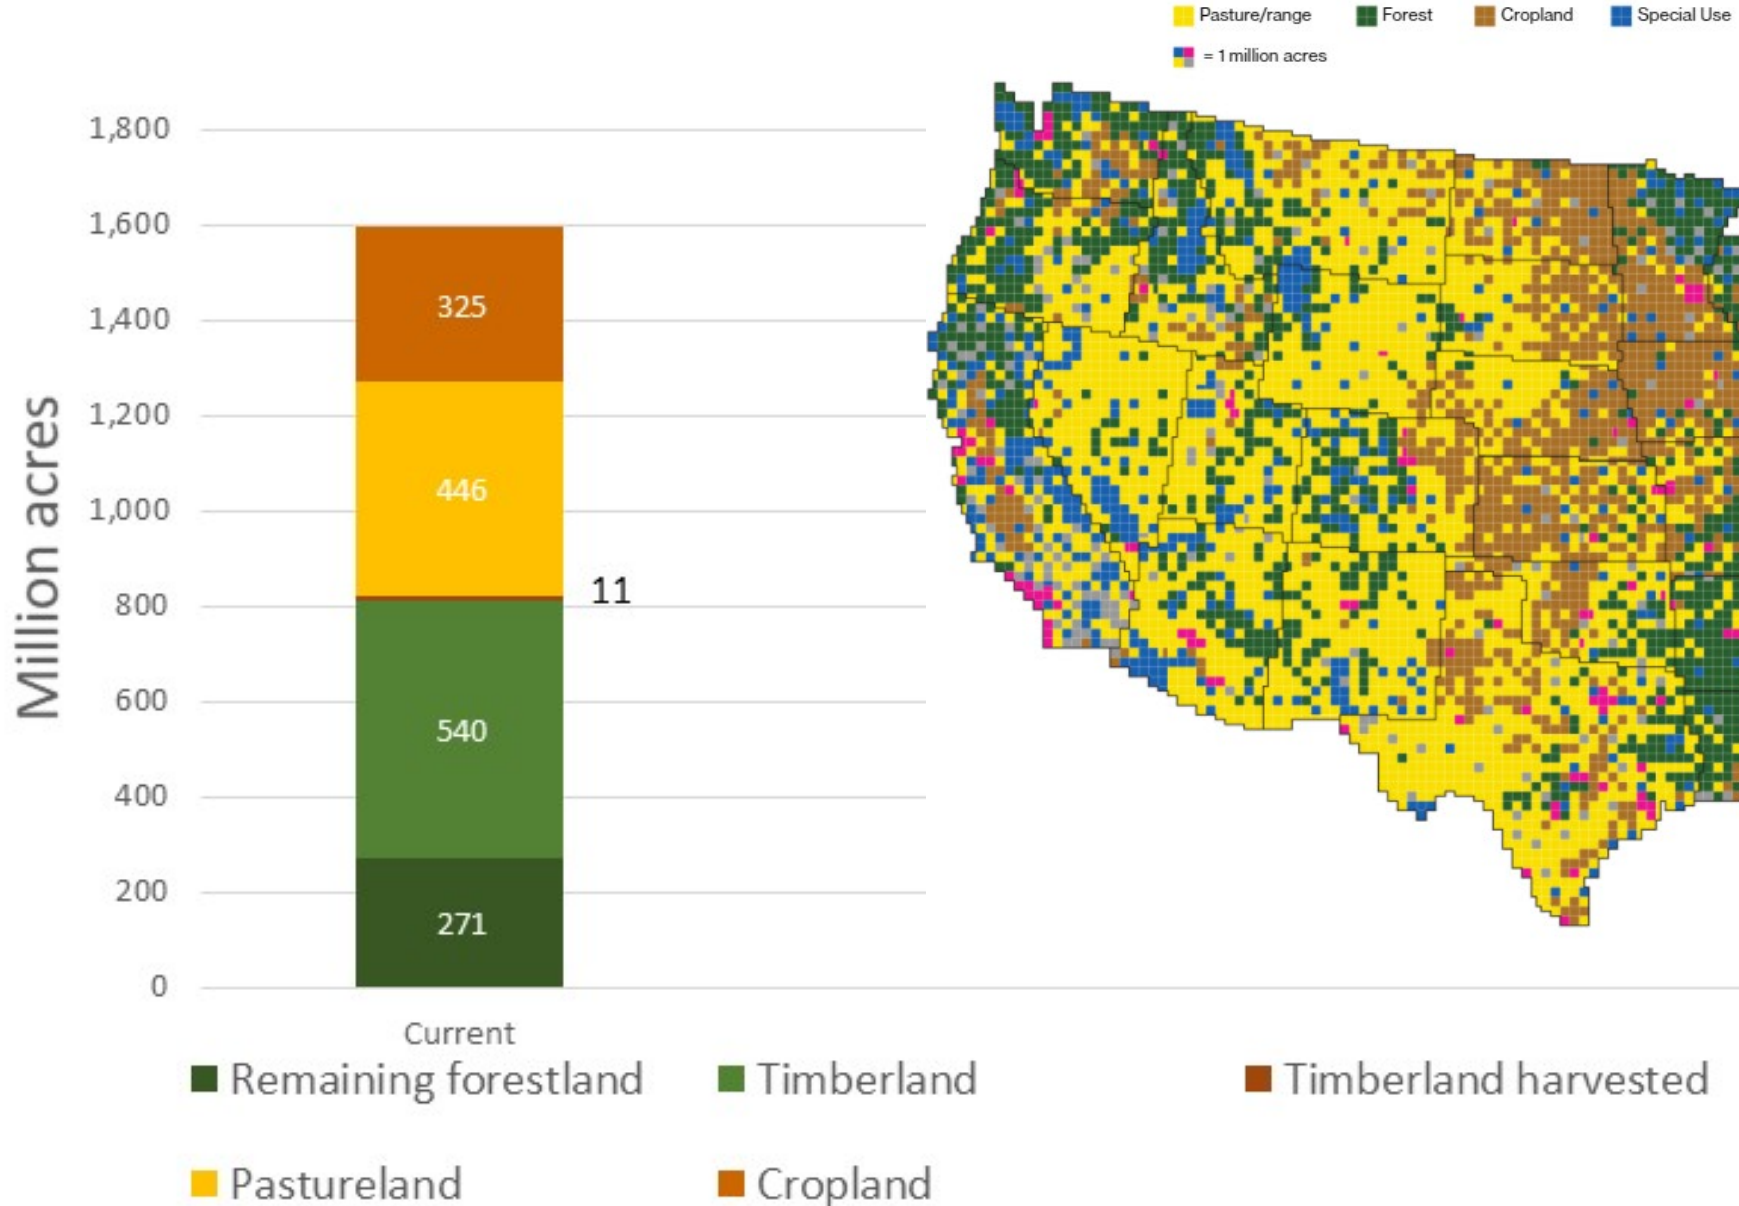 Pasture/range Forest Cropland Special Use
= 1 million acres
Million acres
1,800
1,600
1,400
1,200
1,000
800
600
400
200
0
325
446
11
540
271
Current
Remaining forestland Timberland Timberland harvested
Pastureland Cropland